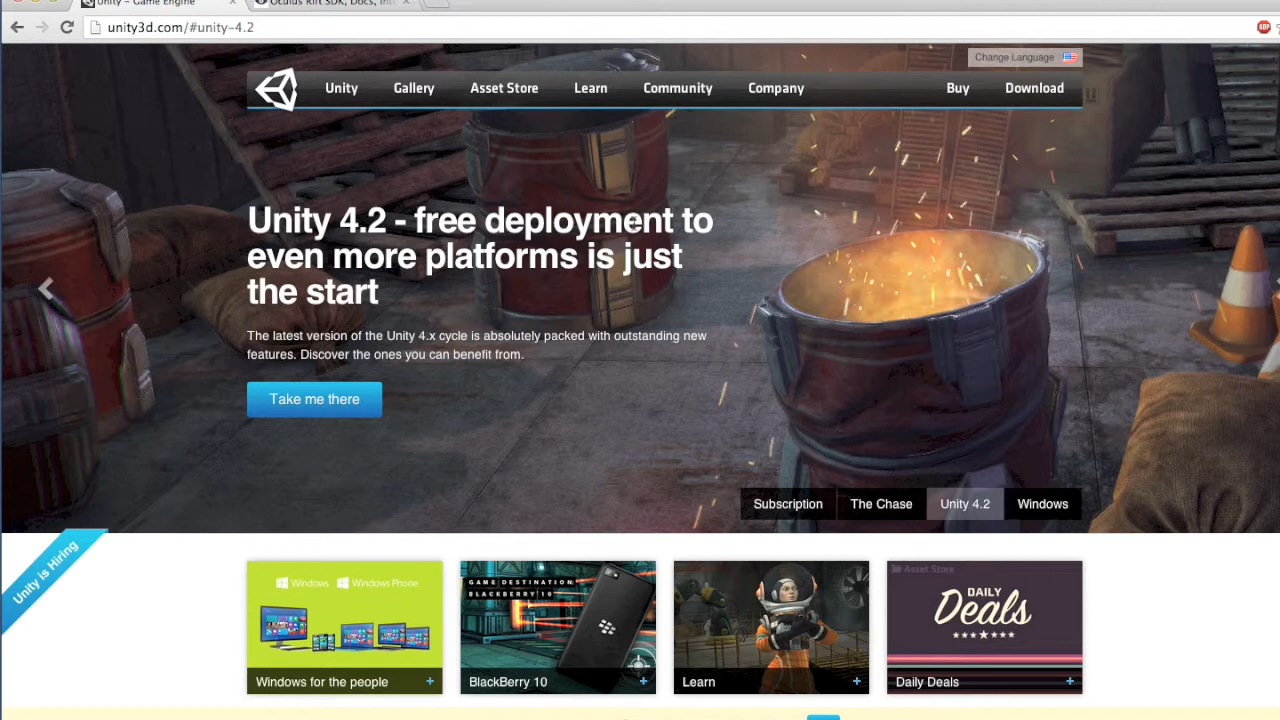 Unity - Game Engine
Oculus Rift SDK, Docs, Int
unity3d.com/#unity-4.2
ABP
Change Language
Unity
Gallery
Asset Store
Learn
Community
Company
Buy
Download
Unity 4.2 - free deployment to
even more platforms is just
the start
The latest version of the Unity 4.x cycle is absolutely packed with outstanding new
features. Discover the ones you can benefit from.
Take me there
Subscription
The Chase
Unity 4.2
Windows
Unity is Hiring
Windows
Windows Phone
Windows for the people
GAME DESTINATION:
BLACKBERRY 10
BlackBerry 10
Learn
Asset Store
DAILY
Deals
Daily Deals